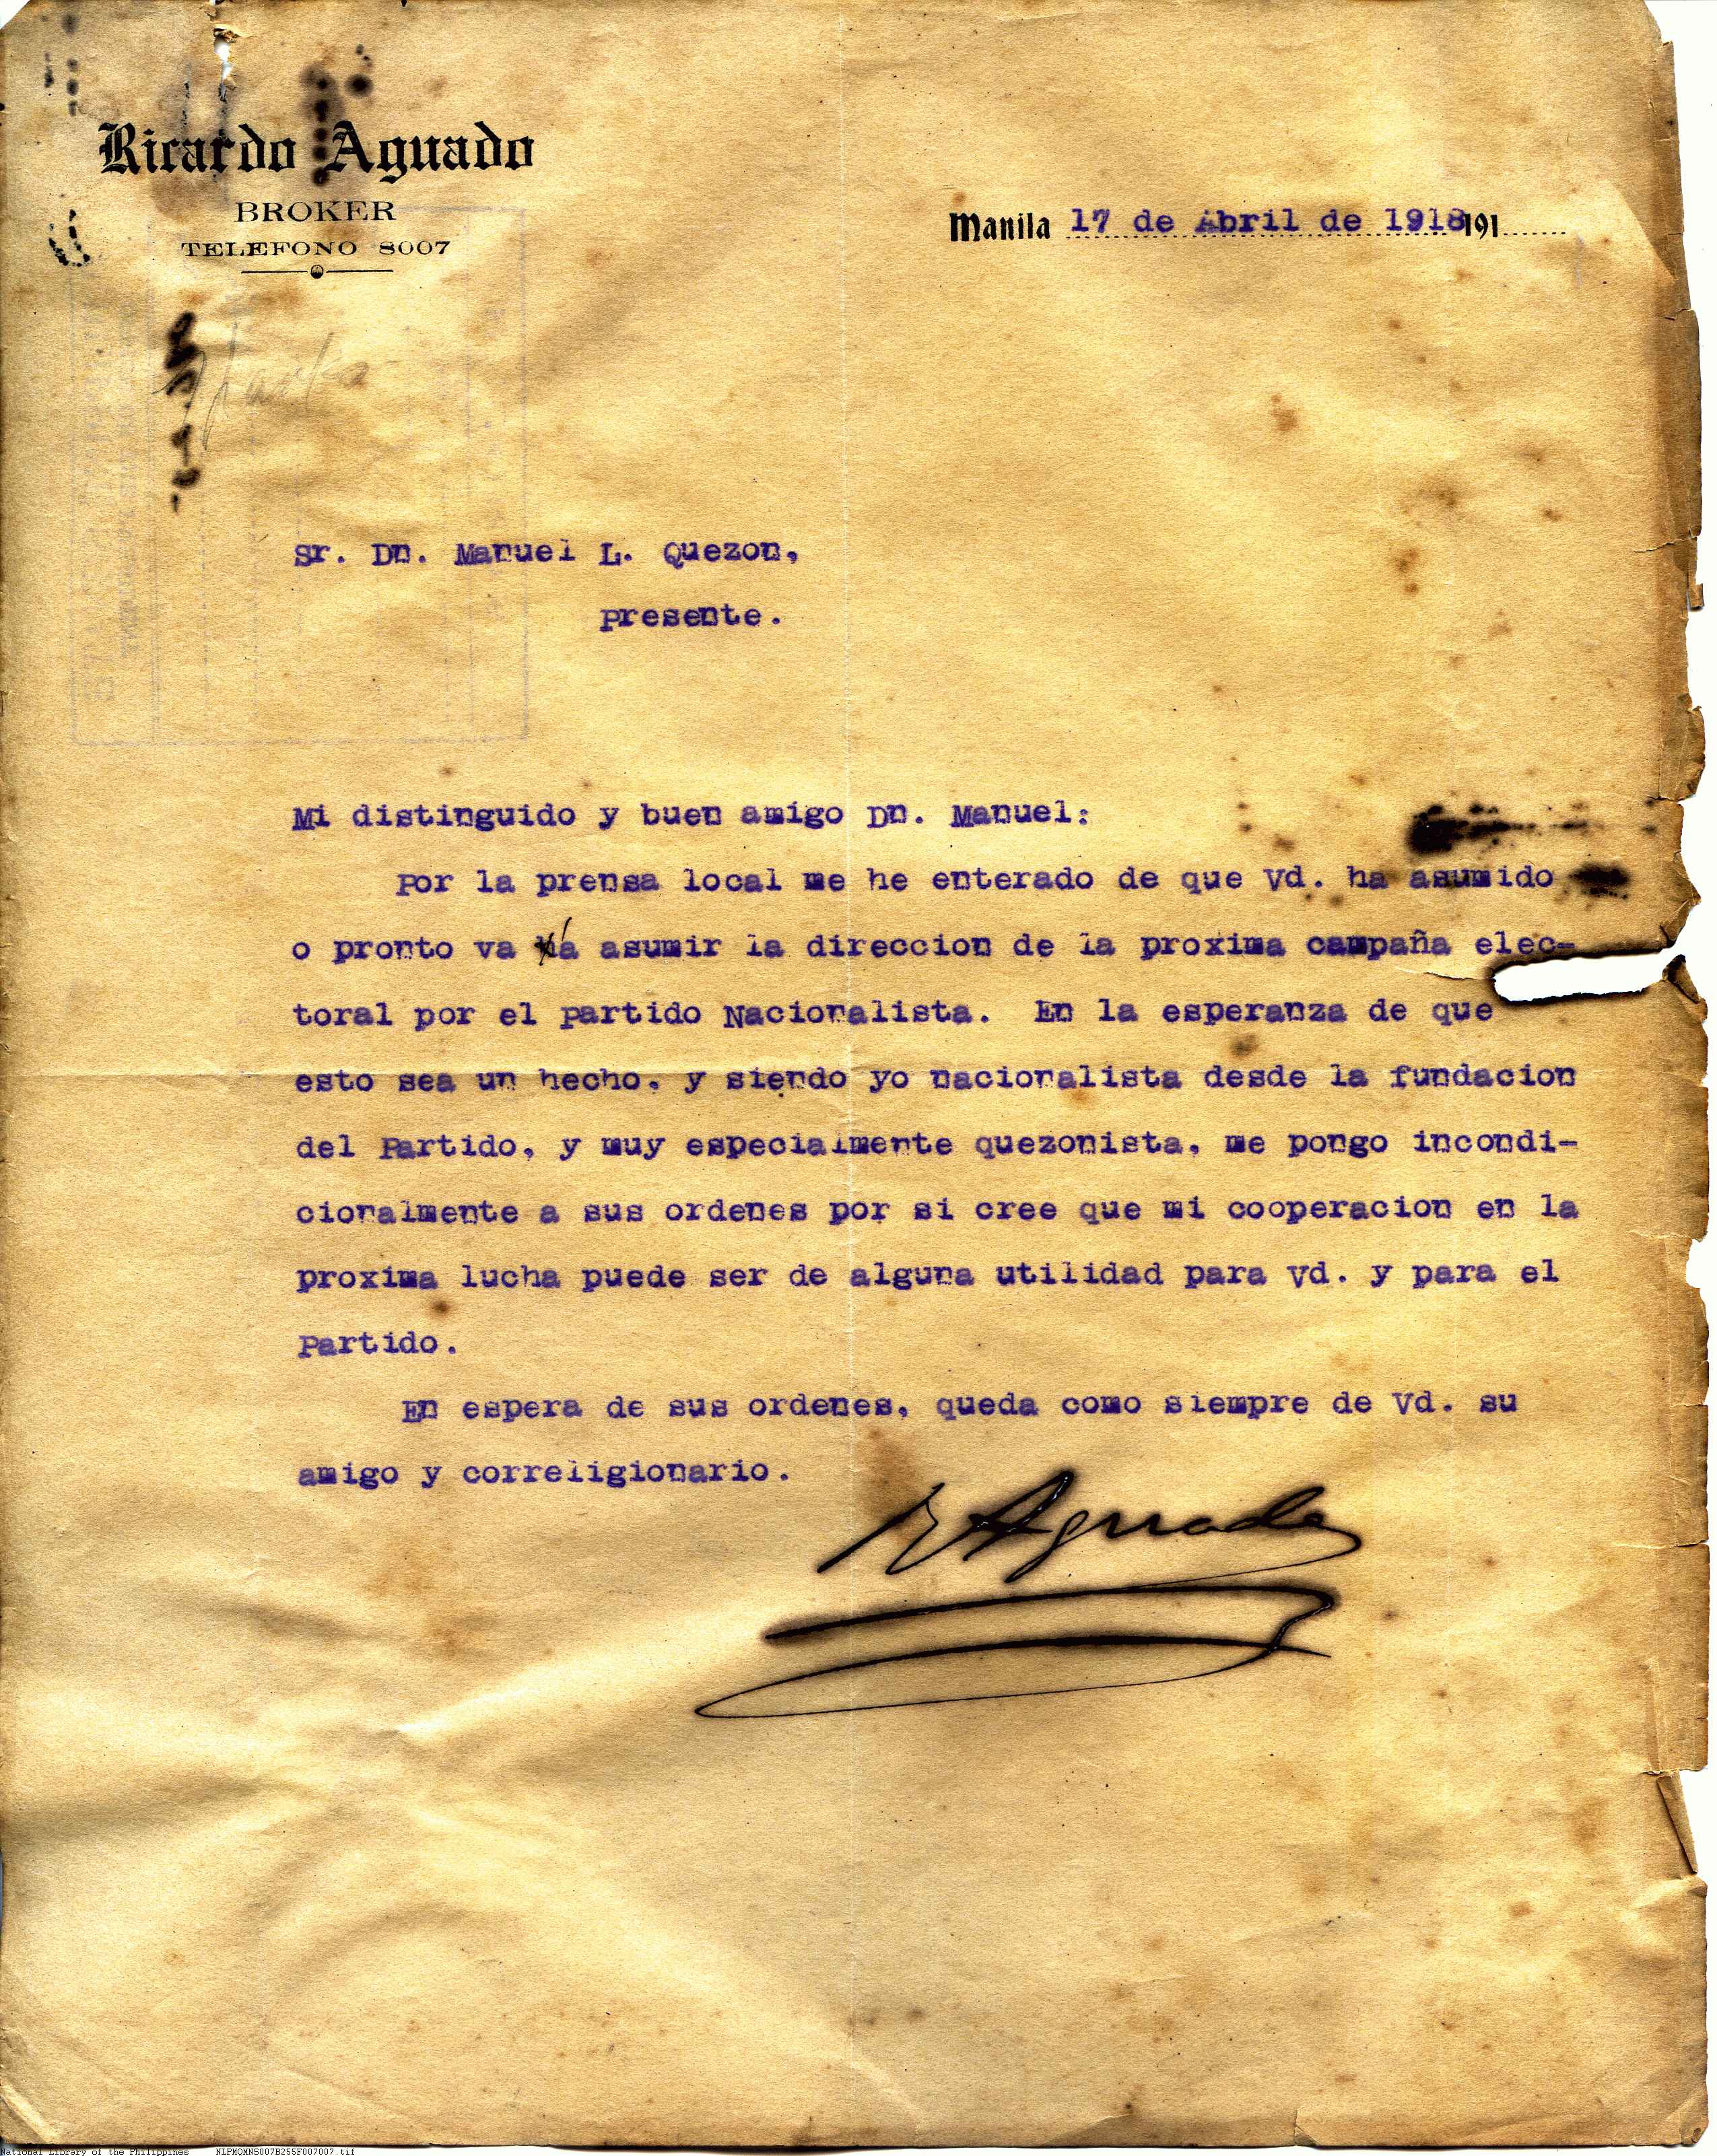 Ricardo Aguado
BROKER
TELEFONO 8007
Manila 17 de Abril de 1918 191
Sr. Dn. Manuel L. Quezon,
Presente.
Mi distinguido y buen amigo Dn. Manuel:
Por la prensa local me he enterado de que Vd. ha asumido
o pronto va á asumir la direccion de la proxima campaña elec-
toral por el Partido Nacionalista. En la esperanza de que
esto sea un hecho, y siendo yo nacionalista desde la fundacion
del Partido, y muy especialmente quezonista, me pongo incondi-
cionalmente a sus ordenes por si cree que mi cooperacion en la
proxima lucha puede ser de alguna utilidad para Vd. y para el
Partido.
En espera de sus ordenes, queda como siempre de Vd. su
amigo y correligionario.
R Aguado
National Library of the Philippines NLPMQMNS007B255F007007.tif